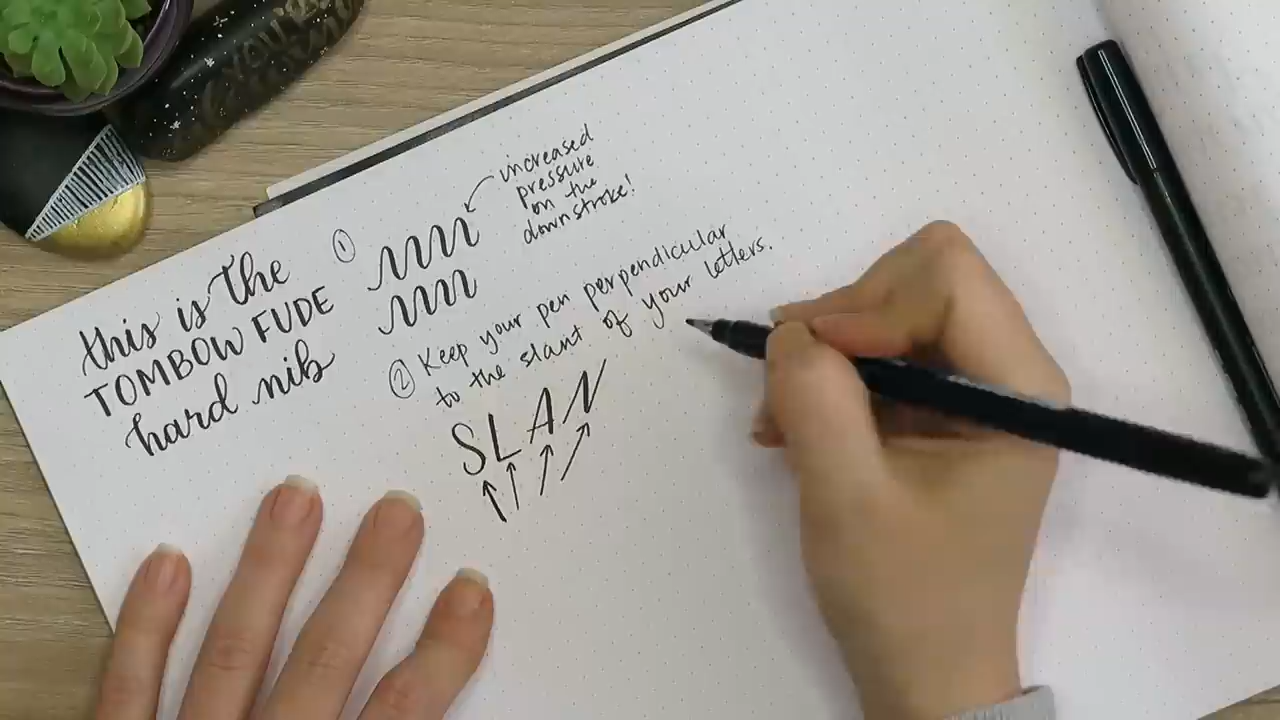 this is the
TOMBOW FUDE
hard nib
①
increased
pressure
on the
downstroke!
② Keep your pen perpendicular
to the slant of your letters.
SLAN